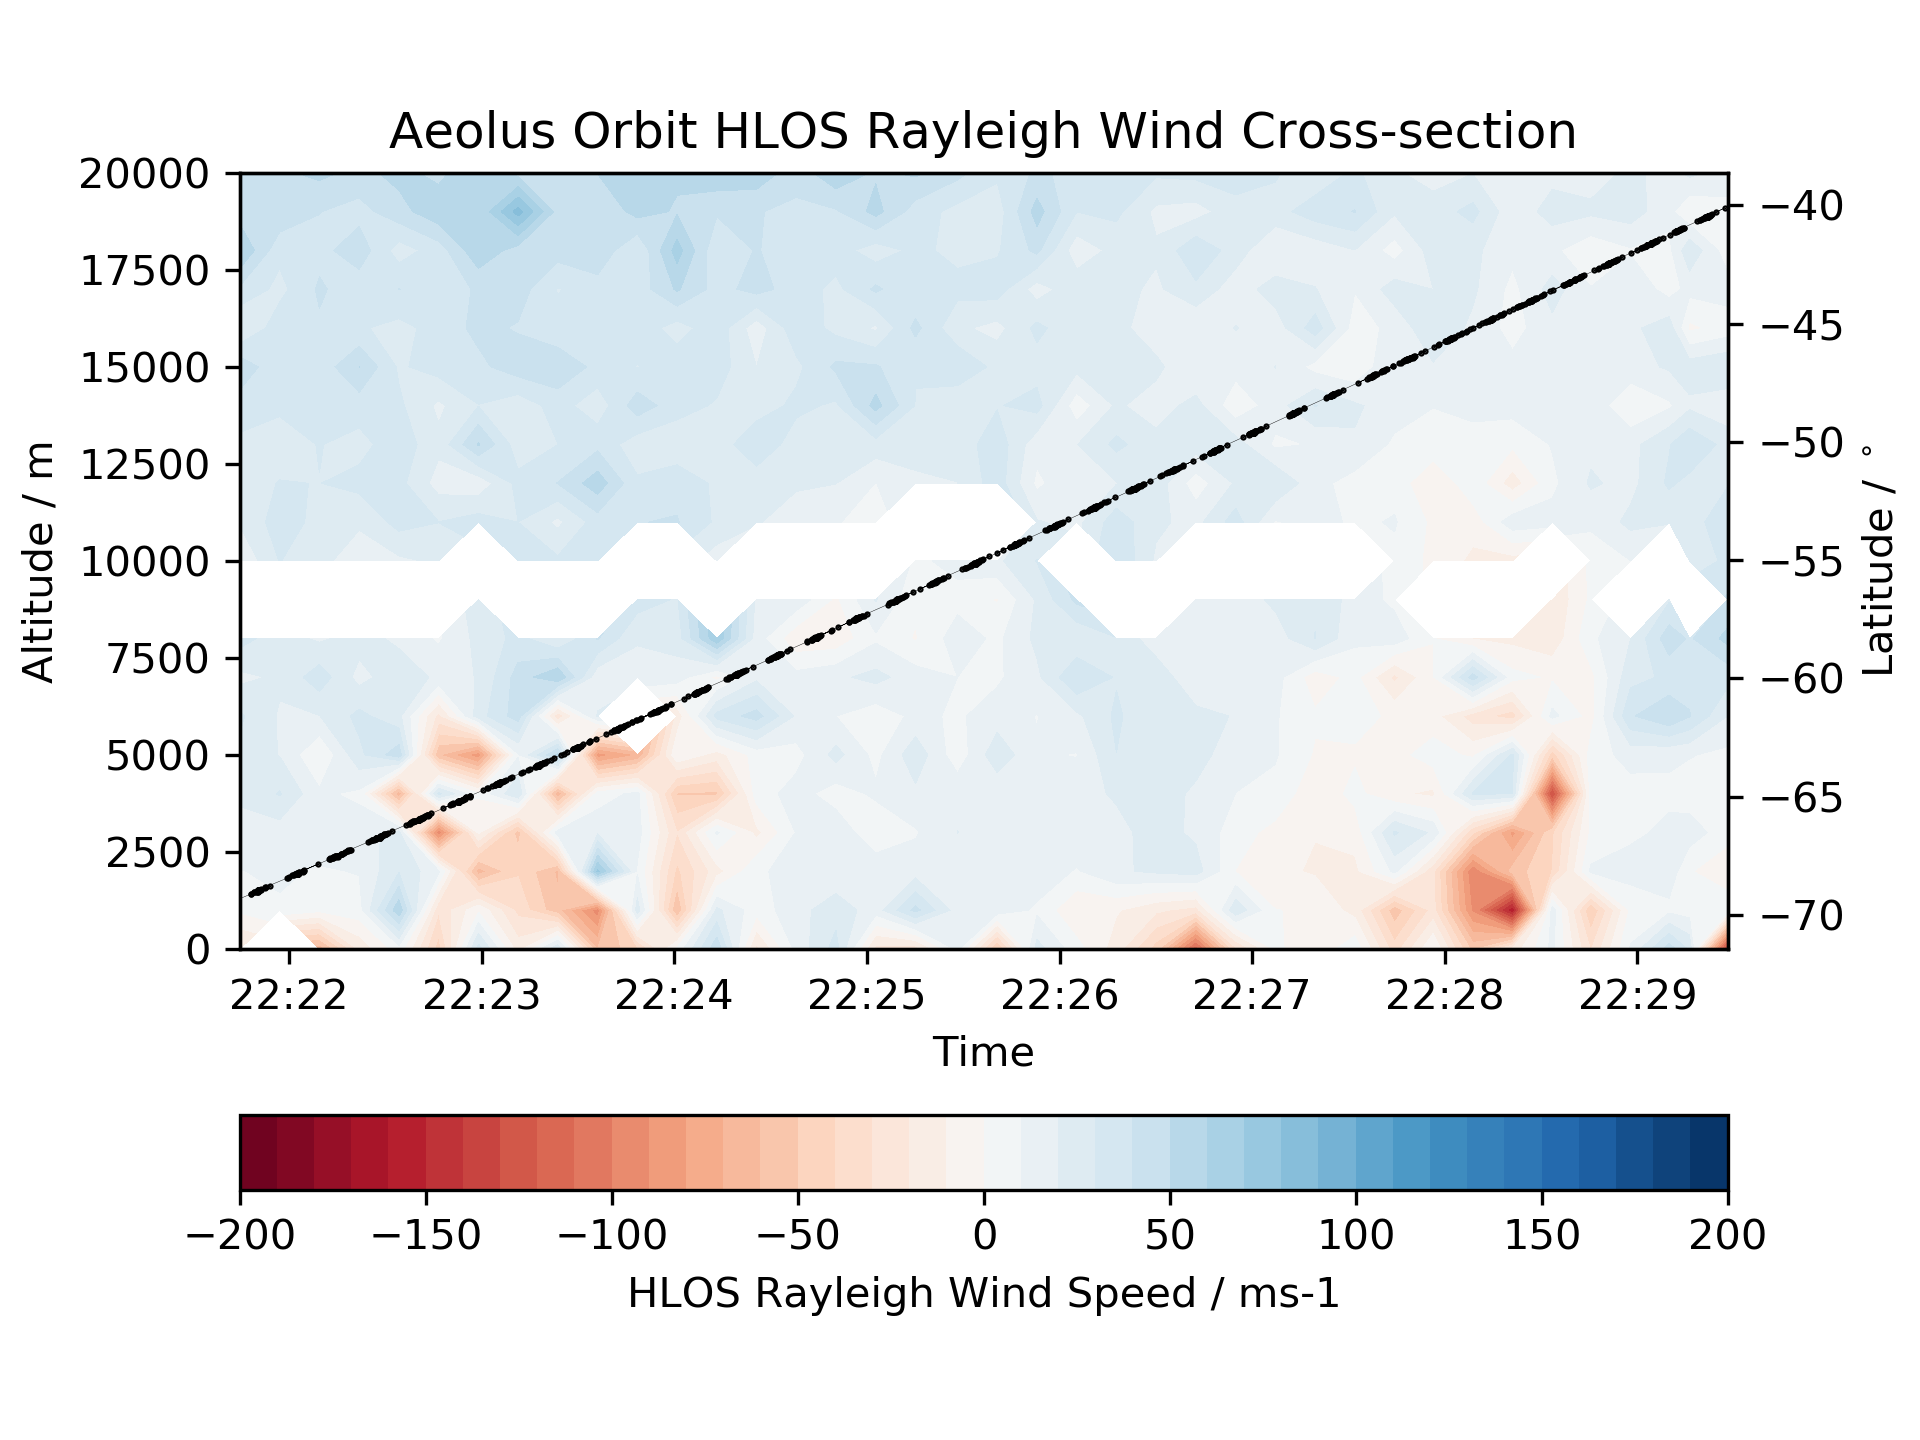 Aeolus Orbit HLOS Rayleigh Wind Cross-section
20000
17500
15000
12500
10000
7500
5000
2500
0
Altitude / m
−40
−45
−50
−55
−60
−65
−70
Latitude / °
22:22 22:23 22:24 22:25 22:26 22:27 22:28 22:29
Time
−200 −150 −100 −50 0 50 100 150 200
HLOS Rayleigh Wind Speed / ms-1